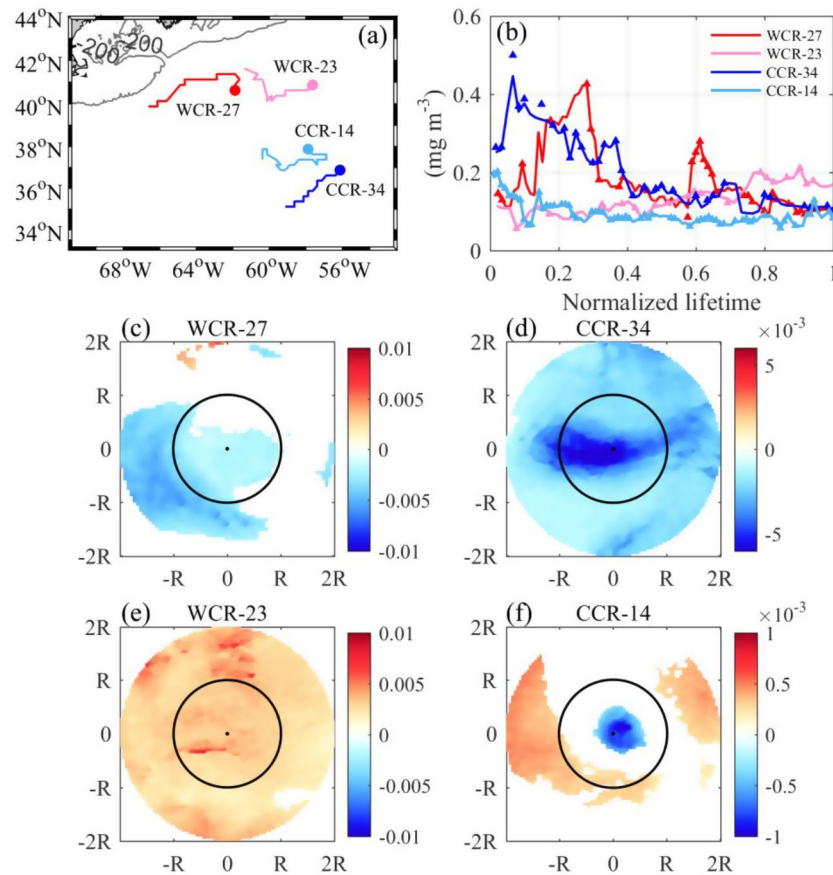 44°N
42°N
40°N
38°N
36°N
34°N
68°W 64°W 60°W 56°W
200 200
(a)
WCR-23
WCR-27
CCR-14
CCR-34
(b)
(mg m⁻³)
0.6
0.4
0.2
0
0 0.2 0.4 0.6 0.8 1
Normalized lifetime
WCR-27
WCR-23
CCR-34
CCR-14
(c) WCR-27
2R
R
0
-R
-2R
-R 0 R 2R
0.01
0.005
0
-0.005
-0.01
(d) CCR-34
2R
R
0
-R
-2R
-R 0 R 2R
×10⁻³
5
0
-5
(e) WCR-23
2R
R
0
-R
-2R
-R 0 R 2R
0.01
0.005
0
-0.005
-0.01
(f) CCR-14
2R
R
0
-R
-2R
-R 0 R 2R
×10⁻³
1
0.5
0
-0.5
-1